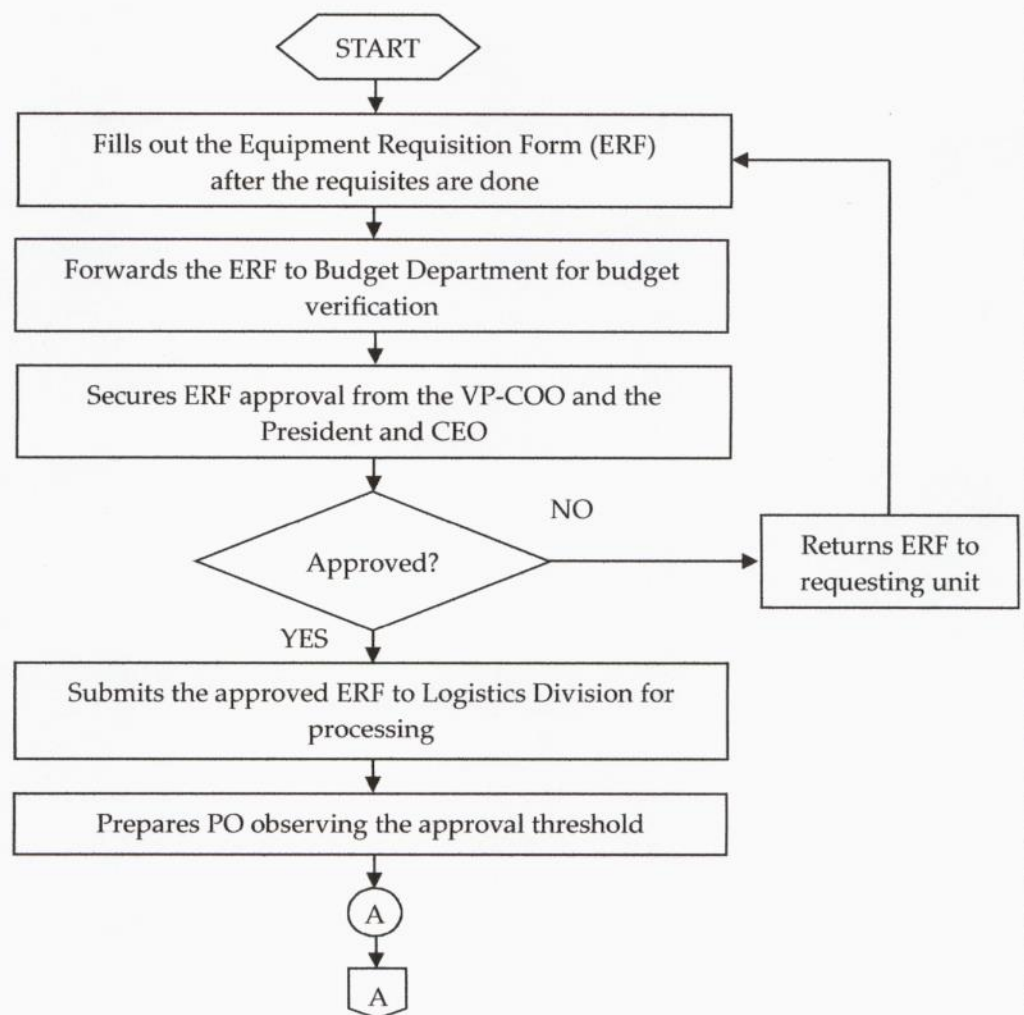 START
Fills out the Equipment Requisition Form (ERF)
after the requisites are done
Forwards the ERF to Budget Department for budget
verification
Secures ERF approval from the VP-COO and the
President and CEO
NO
Approved?
Returns ERF to
requesting unit
YES
Submits the approved ERF to Logistics Division for
processing
Prepares PO observing the approval threshold
A
A